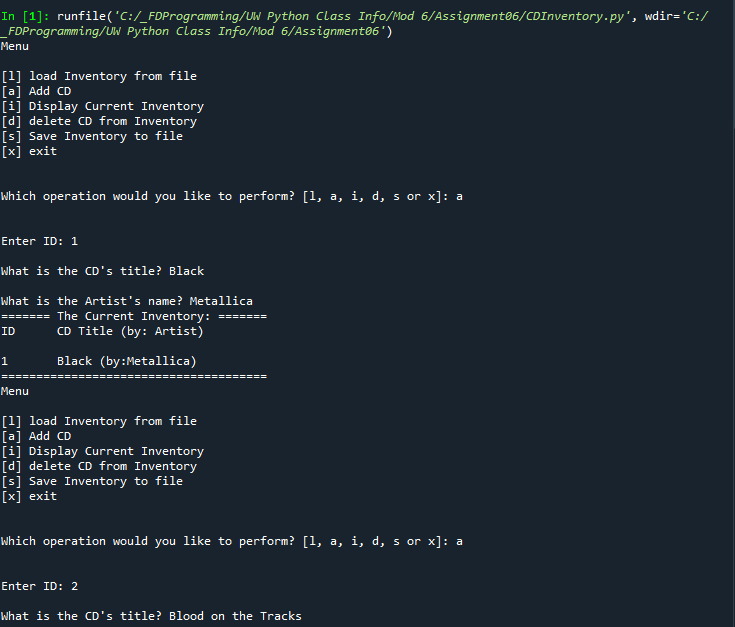 In [1]: runfile('C:/_FDProgramming/UW Python Class Info/Mod 6/Assignment06/CDInventory.py', wdir='C:/
_FDProgramming/UW Python Class Info/Mod 6/Assignment06')
Menu
[l] load Inventory from file
[a] Add CD
[i] Display Current Inventory
[d] delete CD from Inventory
[s] Save Inventory to file
[x] exit
Which operation would you like to perform? [l, a, i, d, s or x]: a
Enter ID: 1
What is the CD's title? Black
What is the Artist's name? Metallica
======= The Current Inventory: =======
ID      CD Title (by: Artist)
1       Black (by:Metallica)
======================================
Menu
[l] load Inventory from file
[a] Add CD
[i] Display Current Inventory
[d] delete CD from Inventory
[s] Save Inventory to file
[x] exit
Which operation would you like to perform? [l, a, i, d, s or x]: a
Enter ID: 2
What is the CD's title? Blood on the Tracks